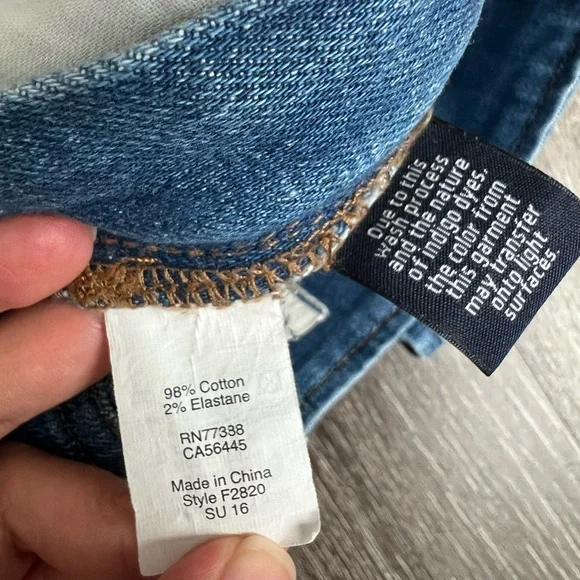 98% Cotton
2% Elastane
RN77388
CA56445
Made in China
Style F2820
SU 16
Due to this
wash process
and the nature
of indigo dyes.
the color from
this garment
may transfer
onto light
surfaces.